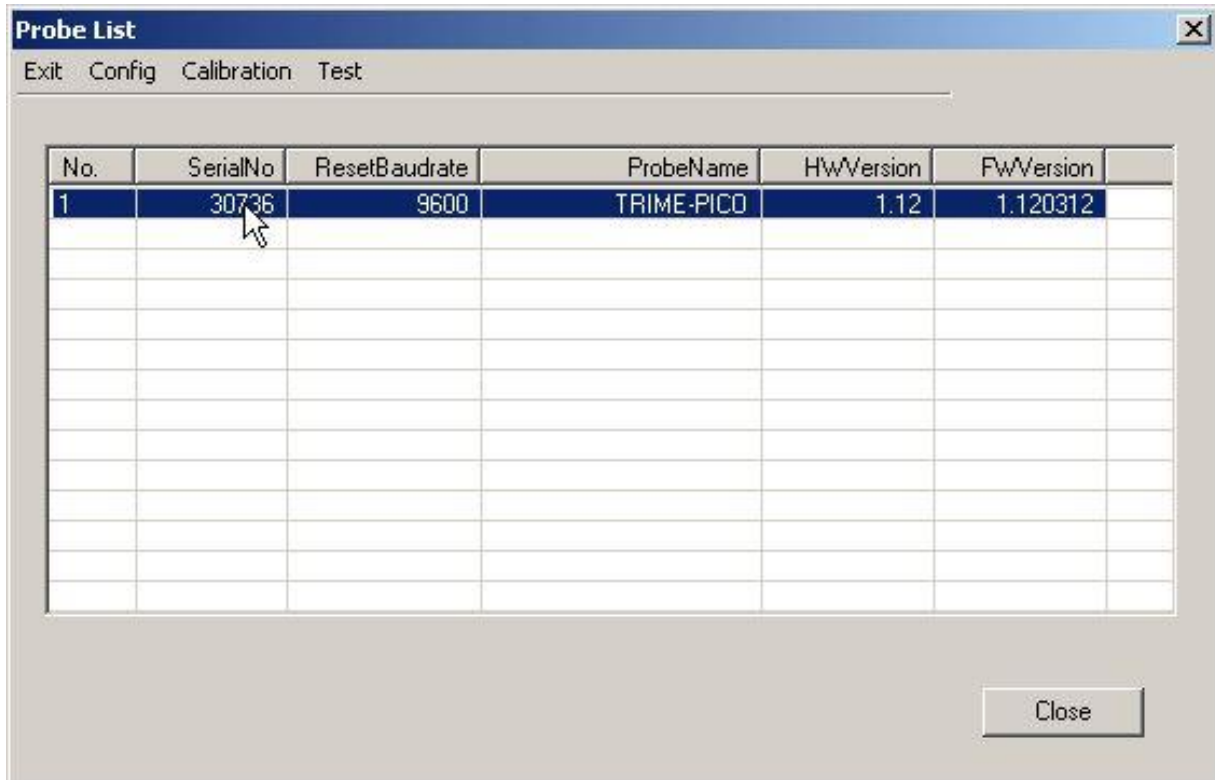 Probe List
Exit Config Calibration Test
No. SerialNo ResetBaudrate ProbeName HWVersion FWVersion
1 30736 9600 TRIME-PICO 1.12 1.120312
Close